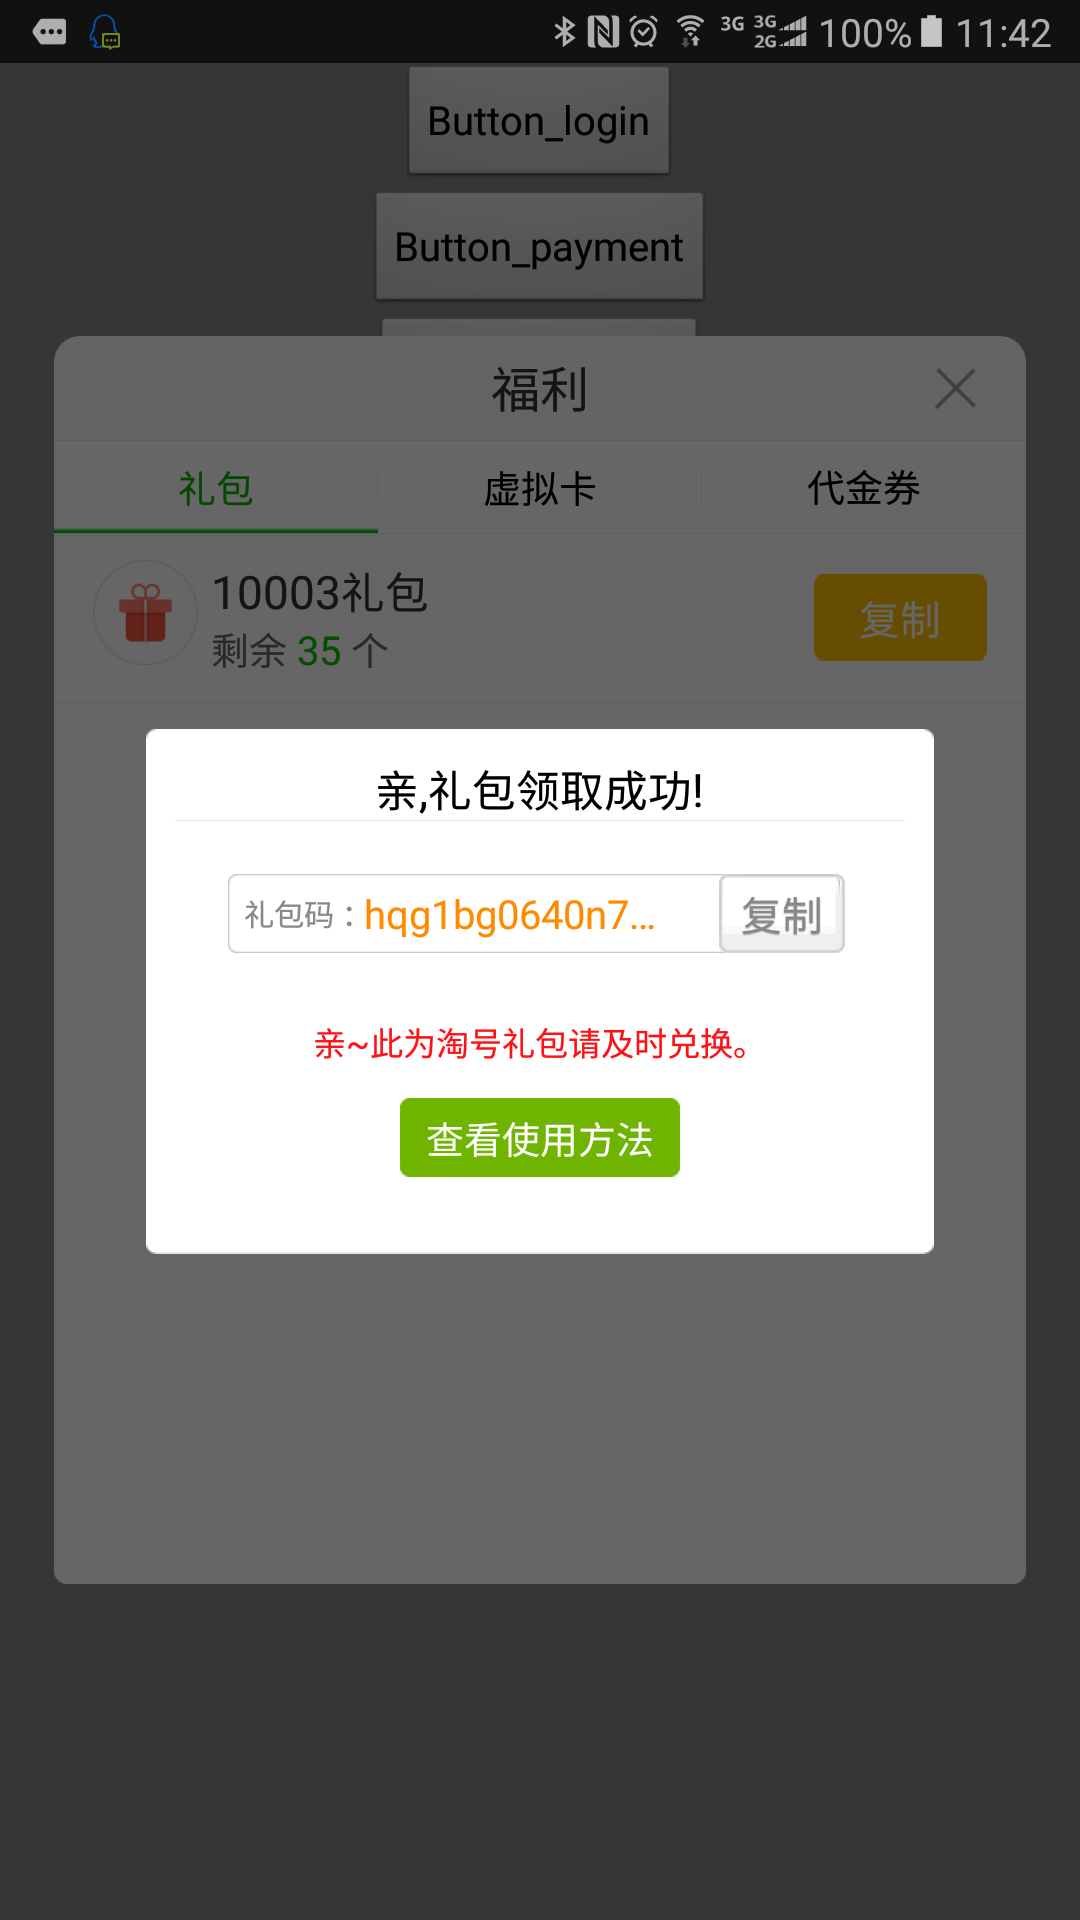 3G 3G 2G 100% 11:42
Button_login
Button_payment
福利
礼包 虚拟卡 代金券
10003礼包
剩余 35 个
复制
亲,礼包领取成功!
礼包码：hqg1bg0640n7... 复制
亲~此为淘号礼包请及时兑换。
查看使用方法